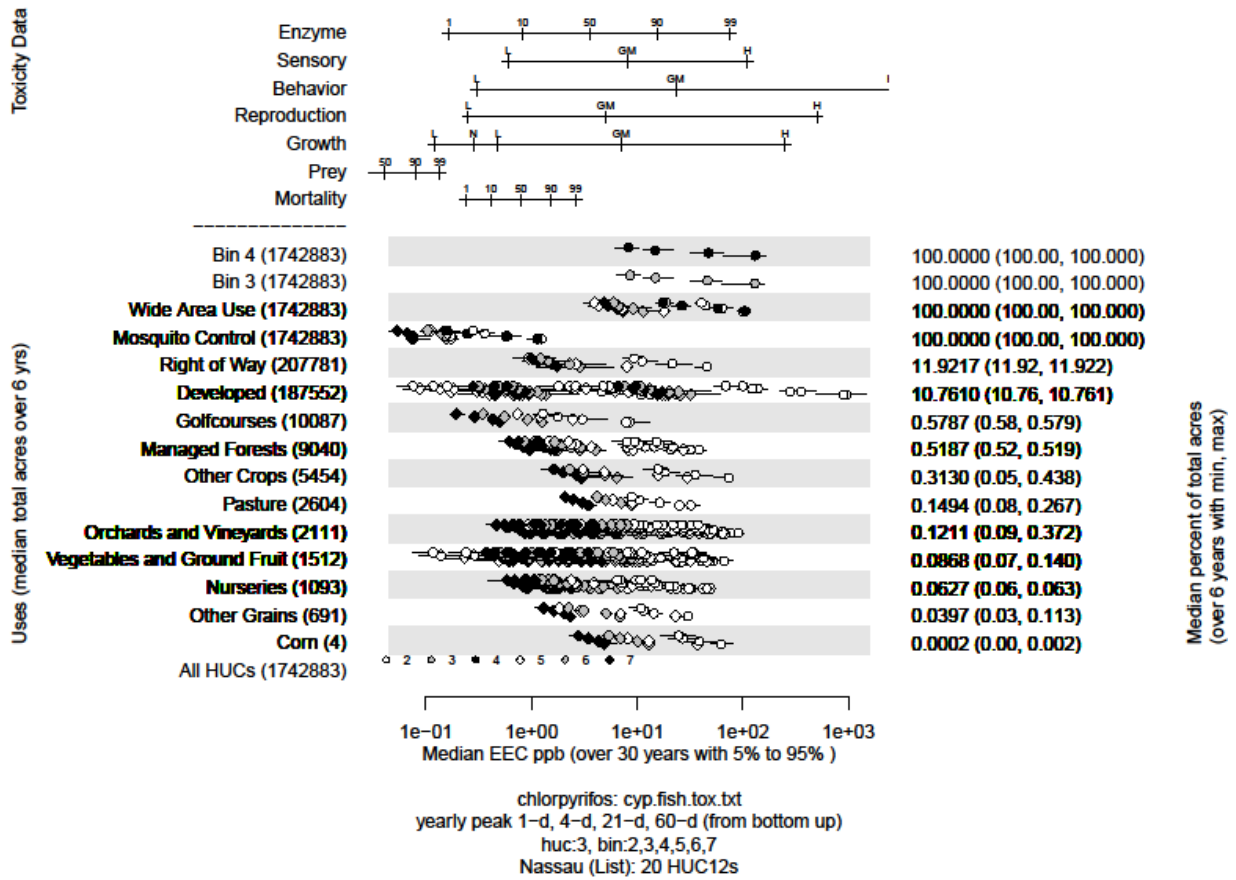 Toxicity Data
Enzyme 1 10 50 90 99
Sensory L GM H
Behavior L GM
Reproduction L GM H
Growth L N L GM H
Prey 50 90 99
Mortality 1 10 50 90 99
--------------
Uses (median total acres over 6 yrs)
Bin 4 (1742883) 100.0000 (100.00, 100.000)
Bin 3 (1742883) 100.0000 (100.00, 100.000)
Wide Area Use (1742883) 100.0000 (100.00, 100.000)
Mosquito Control (1742883) 100.0000 (100.00, 100.000)
Right of Way (207781) 11.9217 (11.92, 11.922)
Developed (187552) 10.7610 (10.76, 10.761)
Golfcourses (10087) 0.5787 (0.58, 0.579)
Managed Forests (9040) 0.5187 (0.52, 0.519)
Other Crops (5454) 0.3130 (0.05, 0.438)
Pasture (2604) 0.1494 (0.08, 0.267)
Orchards and Vineyards (2111) 0.1211 (0.09, 0.372)
Vegetables and Ground Fruit (1512) 0.0868 (0.07, 0.140)
Nurseries (1093) 0.0627 (0.06, 0.063)
Other Grains (691) 0.0397 (0.03, 0.113)
Corn (4) 0.0002 (0.00, 0.002)
All HUCs (1742883) 2 3 4 5 6 7
Median percent of total acres
(over 6 years with min, max)
1e−01 1e+00 1e+01 1e+02 1e+03
Median EEC ppb (over 30 years with 5% to 95% )
chlorpyrifos: cyp.fish.tox.txt
yearly peak 1−d, 4−d, 21−d, 60−d (from bottom up)
huc:3, bin:2,3,4,5,6,7
Nassau (List): 20 HUC12s